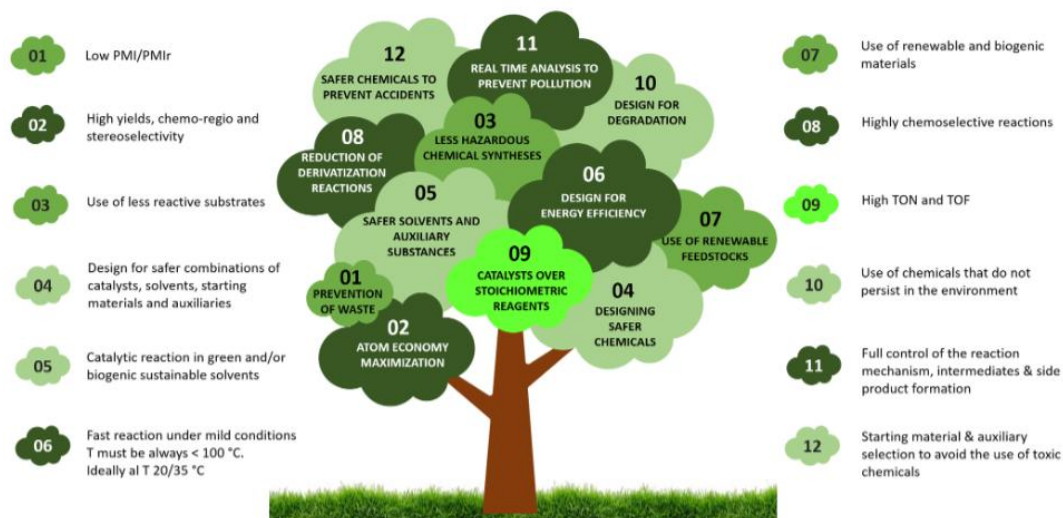 01
Low PMI/PMIr
02
High yields, chemo-regio and
stereoselectivity
03
Use of less reactive substrates
04
Design for safer combinations of
catalysts, solvents, starting
materials and auxiliaries
05
Catalytic reaction in green and/or
biogenic sustainable solvents
06
Fast reaction under mild conditions
T must be always < 100 °C.
Ideally al T 20/35 °C
12
SAFER CHEMICALS TO
PREVENT ACCIDENTS
11
REAL TIME ANALYSIS TO
PREVENT POLLUTION
10
DESIGN FOR
DEGRADATION
03
LESS HAZARDOUS
CHEMICAL SYNTHESES
08
REDUCTION OF
DERIVATIZATION
REACTIONS
06
DESIGN FOR
ENERGY EFFICIENCY
05
SAFER SOLVENTS AND
AUXILIARY
SUBSTANCES
07
USE OF RENEWABLE
FEEDSTOCKS
09
CATALYSTS OVER
STOICHIOMETRIC
REAGENTS
01
PREVENTION
OF WASTE
04
DESIGNING
SAFER
CHEMICALS
02
ATOM ECONOMY
MAXIMIZATION
07
Use of renewable and biogenic
materials
08
Highly chemoselective reactions
09
High TON and TOF
10
Use of chemicals that do not
persist in the environment
11
Full control of the reaction
mechanism, intermediates & side
product formation
12
Starting material & auxiliary
selection to avoid the use of toxic
chemicals